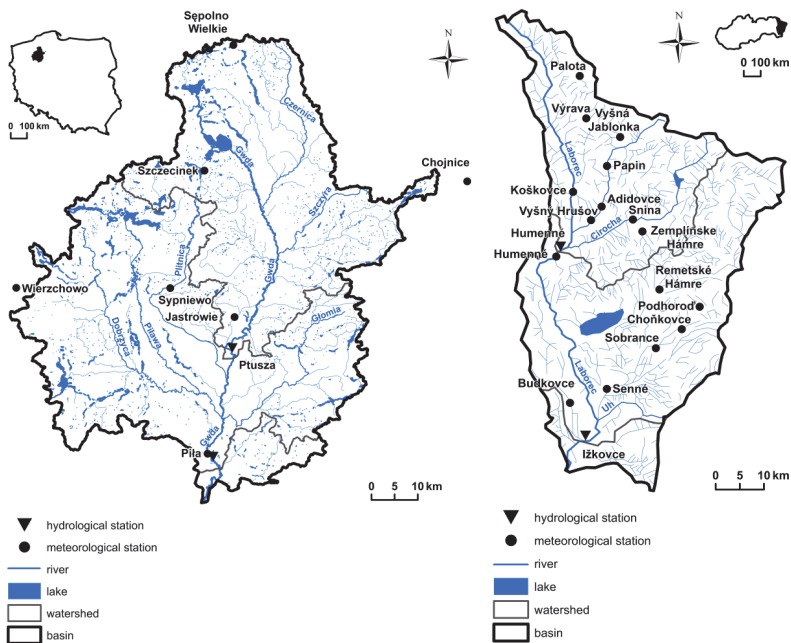 Sępolno
Wielkie
N
0 100 km
Czernica
Gwda
Szczecinek
Chojnice
Szczyra
Plitnica
Gwda
Wierzchowo
Sypniewo
Jastrowie
Głomia
Dobrzyca
Piława
Ptusza
Gwda
Piła
0 5 10 km
hydrological station
meteorological station
river
lake
watershed
basin
N
0 100 km
Palota
Výrava
Vyšná
Jablonka
Laborec
Papín
Koškovce
Adidovce
Vyšný Hrušov
Snina
Cirocha
Humenné
Zemplínske
Hámre
Humenné
Remetské
Hámre
Podhoroď
Choňkovce
Sobrance
Laborec
Budkovce
Senné
Uh
Ižkovce
0 5 10 km
hydrological station
meteorological station
river
lake
watershed
basin